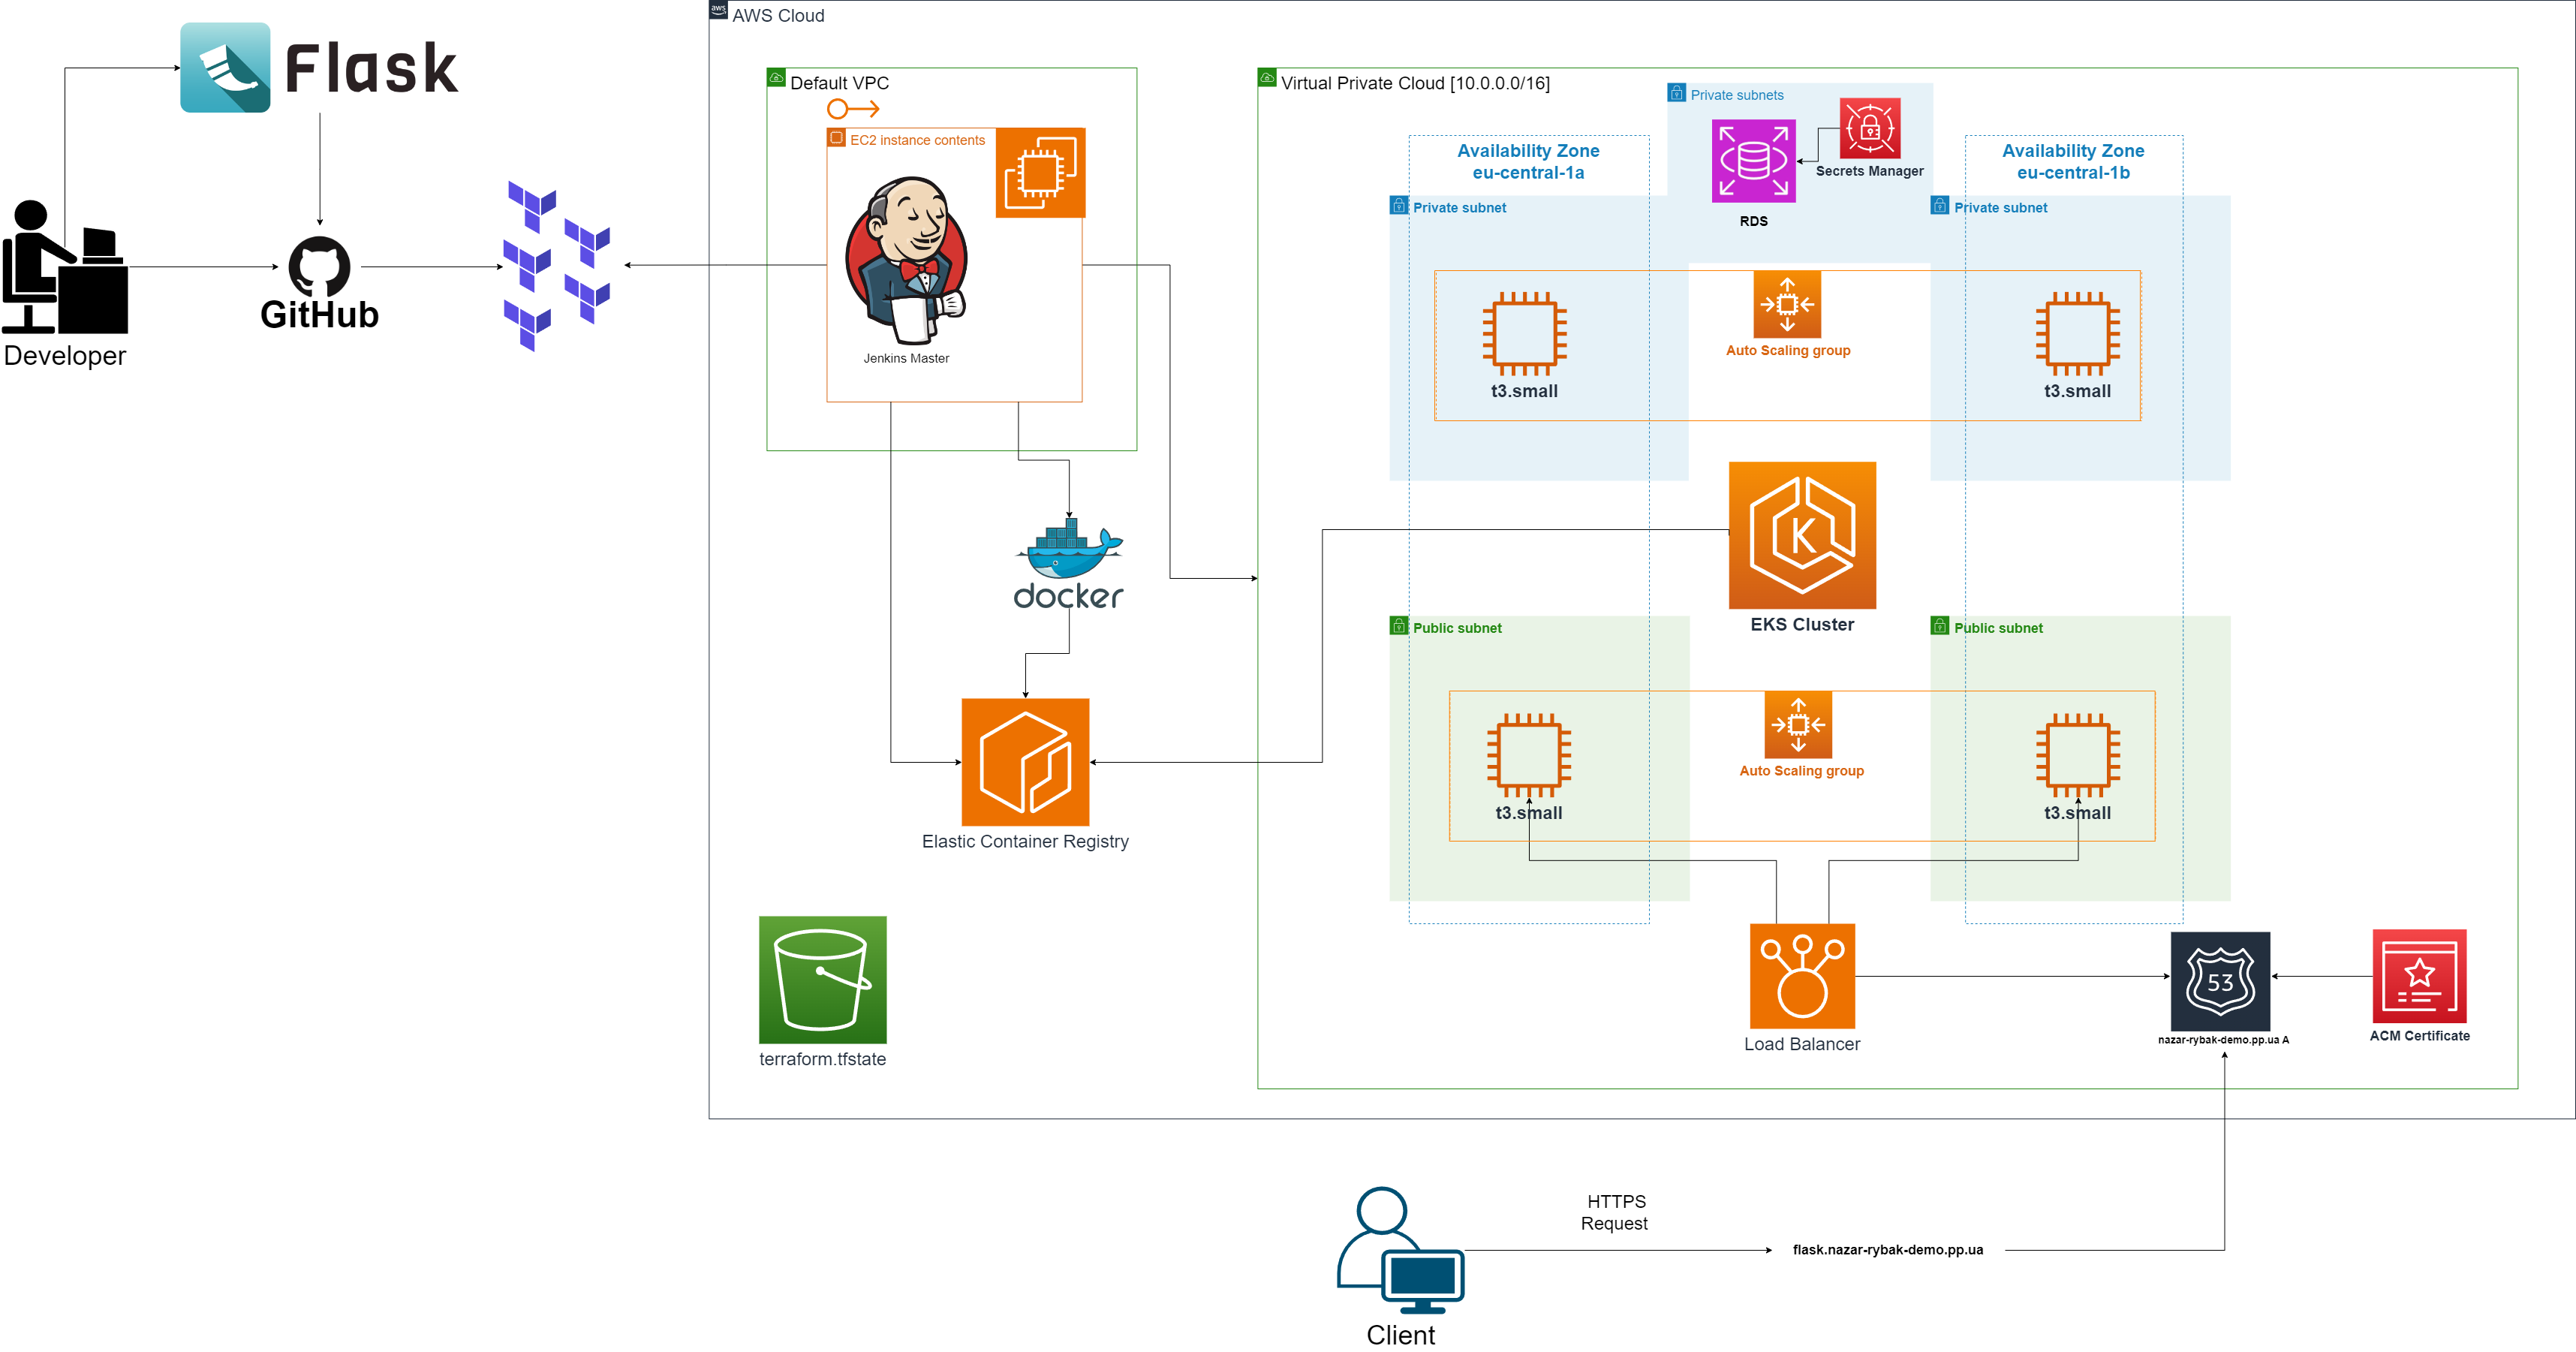 aws
AWS Cloud
Flask
Default VPC
Virtual Private Cloud [10.0.0.0/16]
Private subnets
EC2 instance contents
Availability Zone
eu-central-1a
Secrets Manager
Availability Zone
eu-central-1b
Private subnet
RDS
Private subnet
GitHub
Developer
Jenkins Master
Auto Scaling group
t3.small
t3.small
K
docker
EKS Cluster
Public subnet
Public subnet
Auto Scaling group
t3.small
t3.small
Elastic Container Registry
53
terraform.tfstate
Load Balancer
nazar-rybak-demo.pp.ua A
ACM Certificate
HTTPS
Request
flask.nazar-rybak-demo.pp.ua
Client